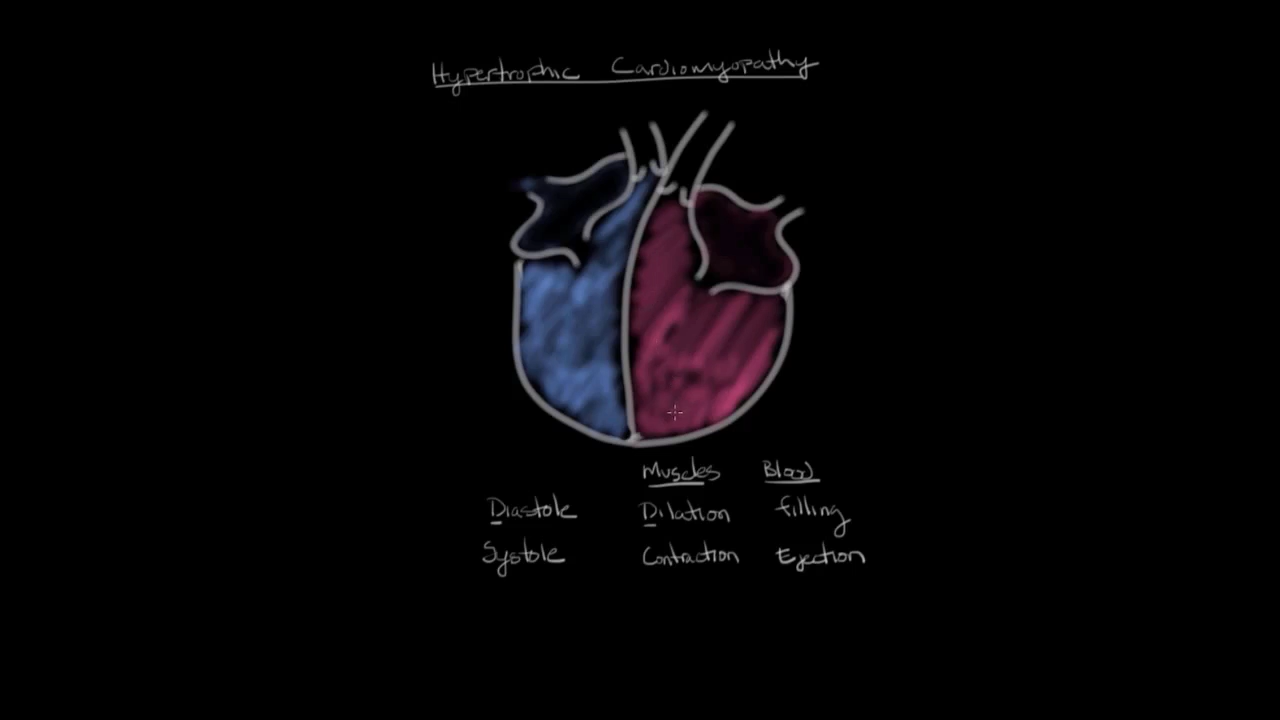 Hypertrophic Cardiomyopathy
Muscles Blood
Diastole Dilation filling
Systole Contraction Ejection